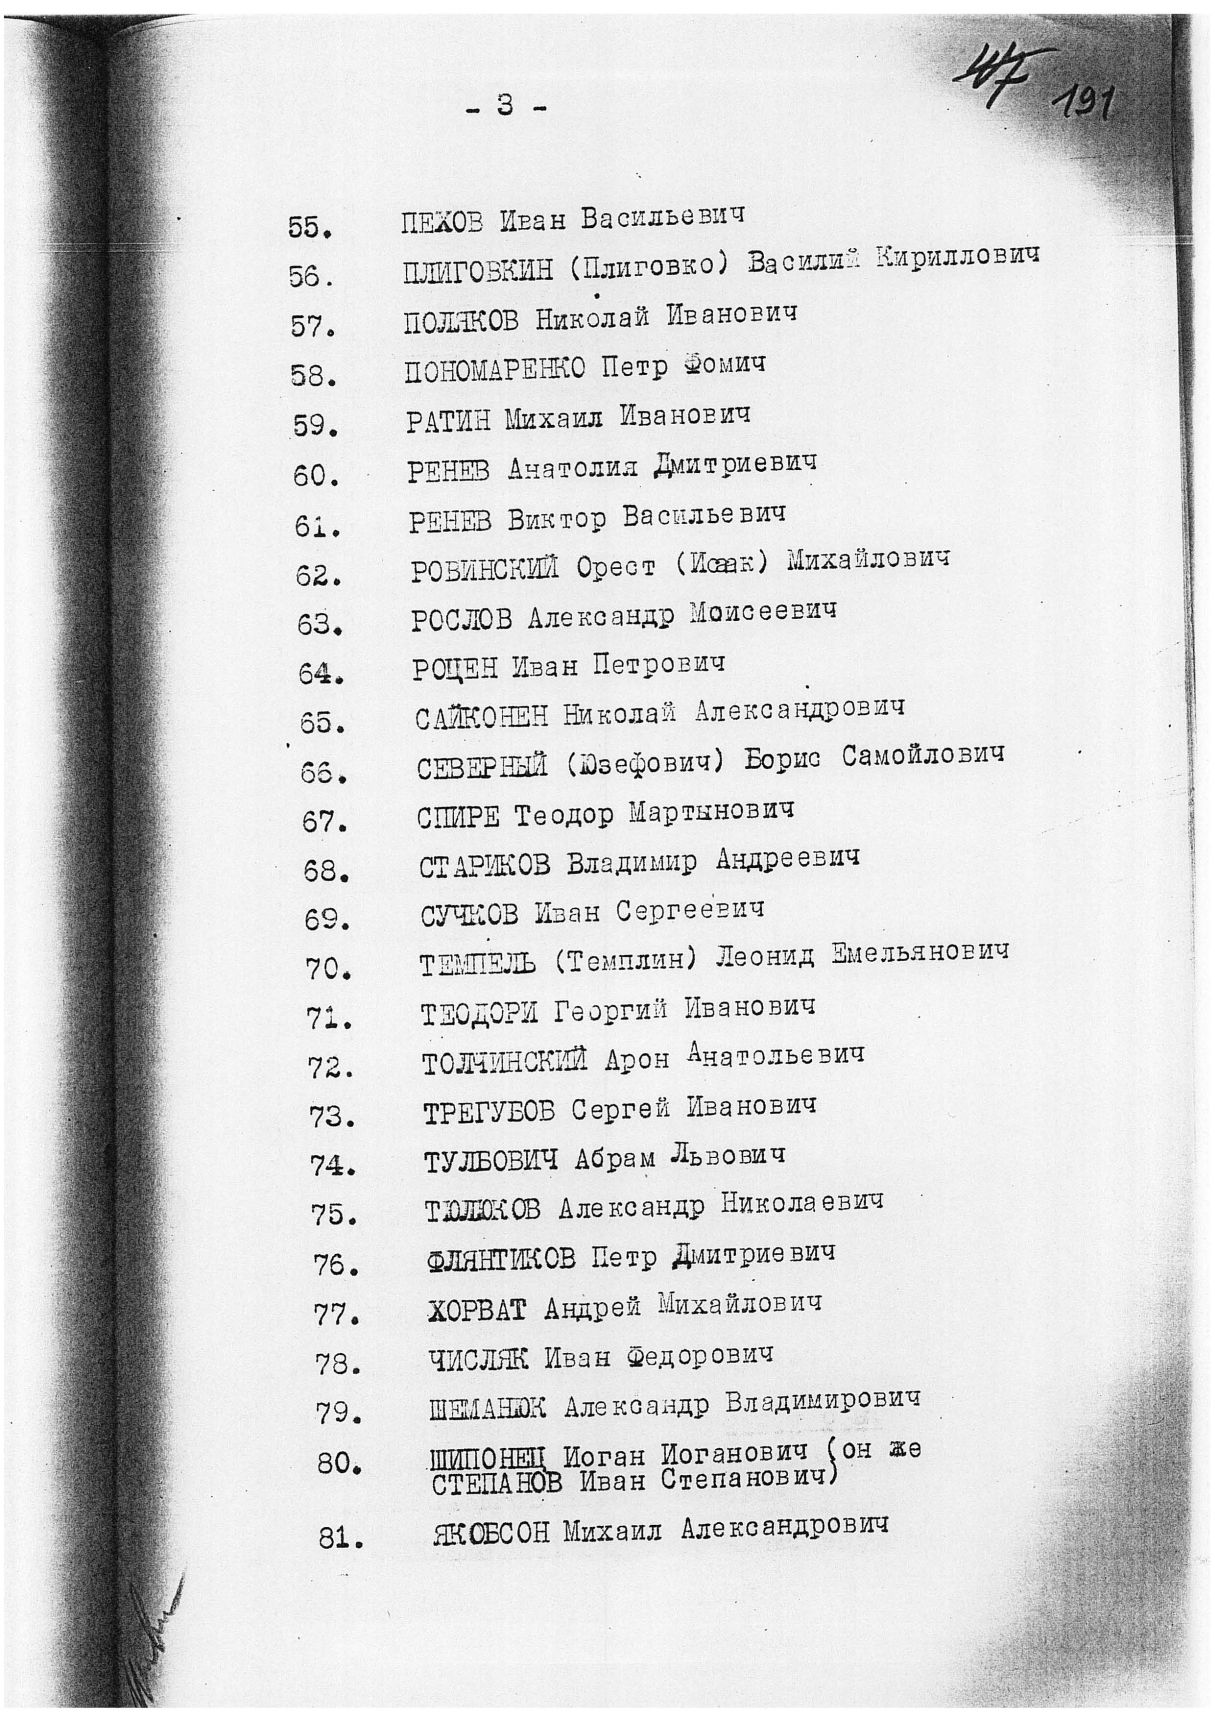 47
191
- 3 -
55. ПЕХОВ Иван Васильевич
56. ПЛИГОВКИН (Плиговко) Василий Кириллович
57. ПОЛЯКОВ Николай Иванович
58. ПОНОМАРЕНКО Петр Фомич
59. РАТИН Михаил Иванович
60. РЕНЕВ Анатолия Дмитриевич
61. РЕНЕВ Виктор Васильевич
62. РОВИНСКИЙ Орест (Исаак) Михайлович
63. РОСЛОВ Александр Моисеевич
64. РОЦЕН Иван Петрович
65. САЙКОНЕН Николай Александрович
66. СЕВЕРНЫЙ (Юзефович) Борис Самойлович
67. СПИРЕ Теодор Мартынович
68. СТАРИКОВ Владимир Андреевич
69. СУЧКОВ Иван Сергеевич
70. ТЕМПЕЛЬ (Темплин) Леонид Емельянович
71. ТЕОДОРИ Георгий Иванович
72. ТОЛЧИНСКИЙ Арон Анатольевич
73. ТРЕГУБОВ Сергей Иванович
74. ТУЛБОВИЧ Абрам Львович
75. ТЮЛЮКОВ Александр Николаевич
76. ФЛЯНТИКОВ Петр Дмитриевич
77. ХОРВАТ Андрей Михайлович
78. ЧИСЛЯК Иван Федорович
79. ШЕМАНЮК Александр Владимирович
80. ШИПОНЕЦ Иоган Иоганович (он же
СТЕПАНОВ Иван Степанович)
81. ЯКОБСОН Михаил Александрович